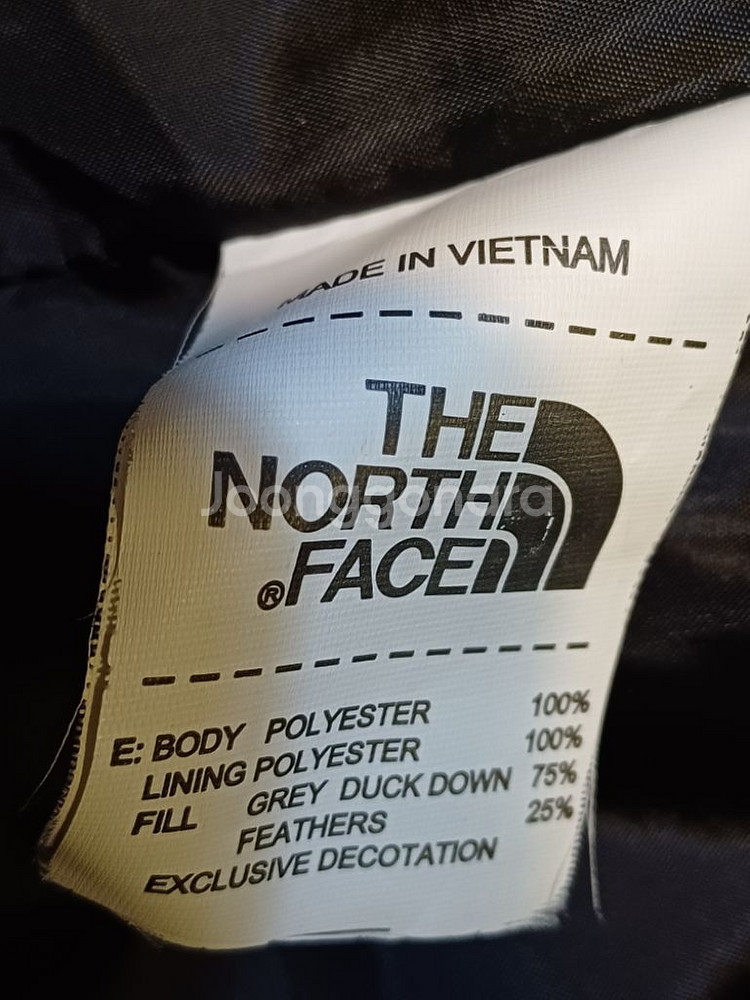 MADE IN VIETNAM
THE
NORTH
®FACE
Joonggonara
E: BODY POLYESTER 100%
LINING POLYESTER 100%
FILL GREY DUCK DOWN 75%
FEATHERS 25%
EXCLUSIVE DECOTATION